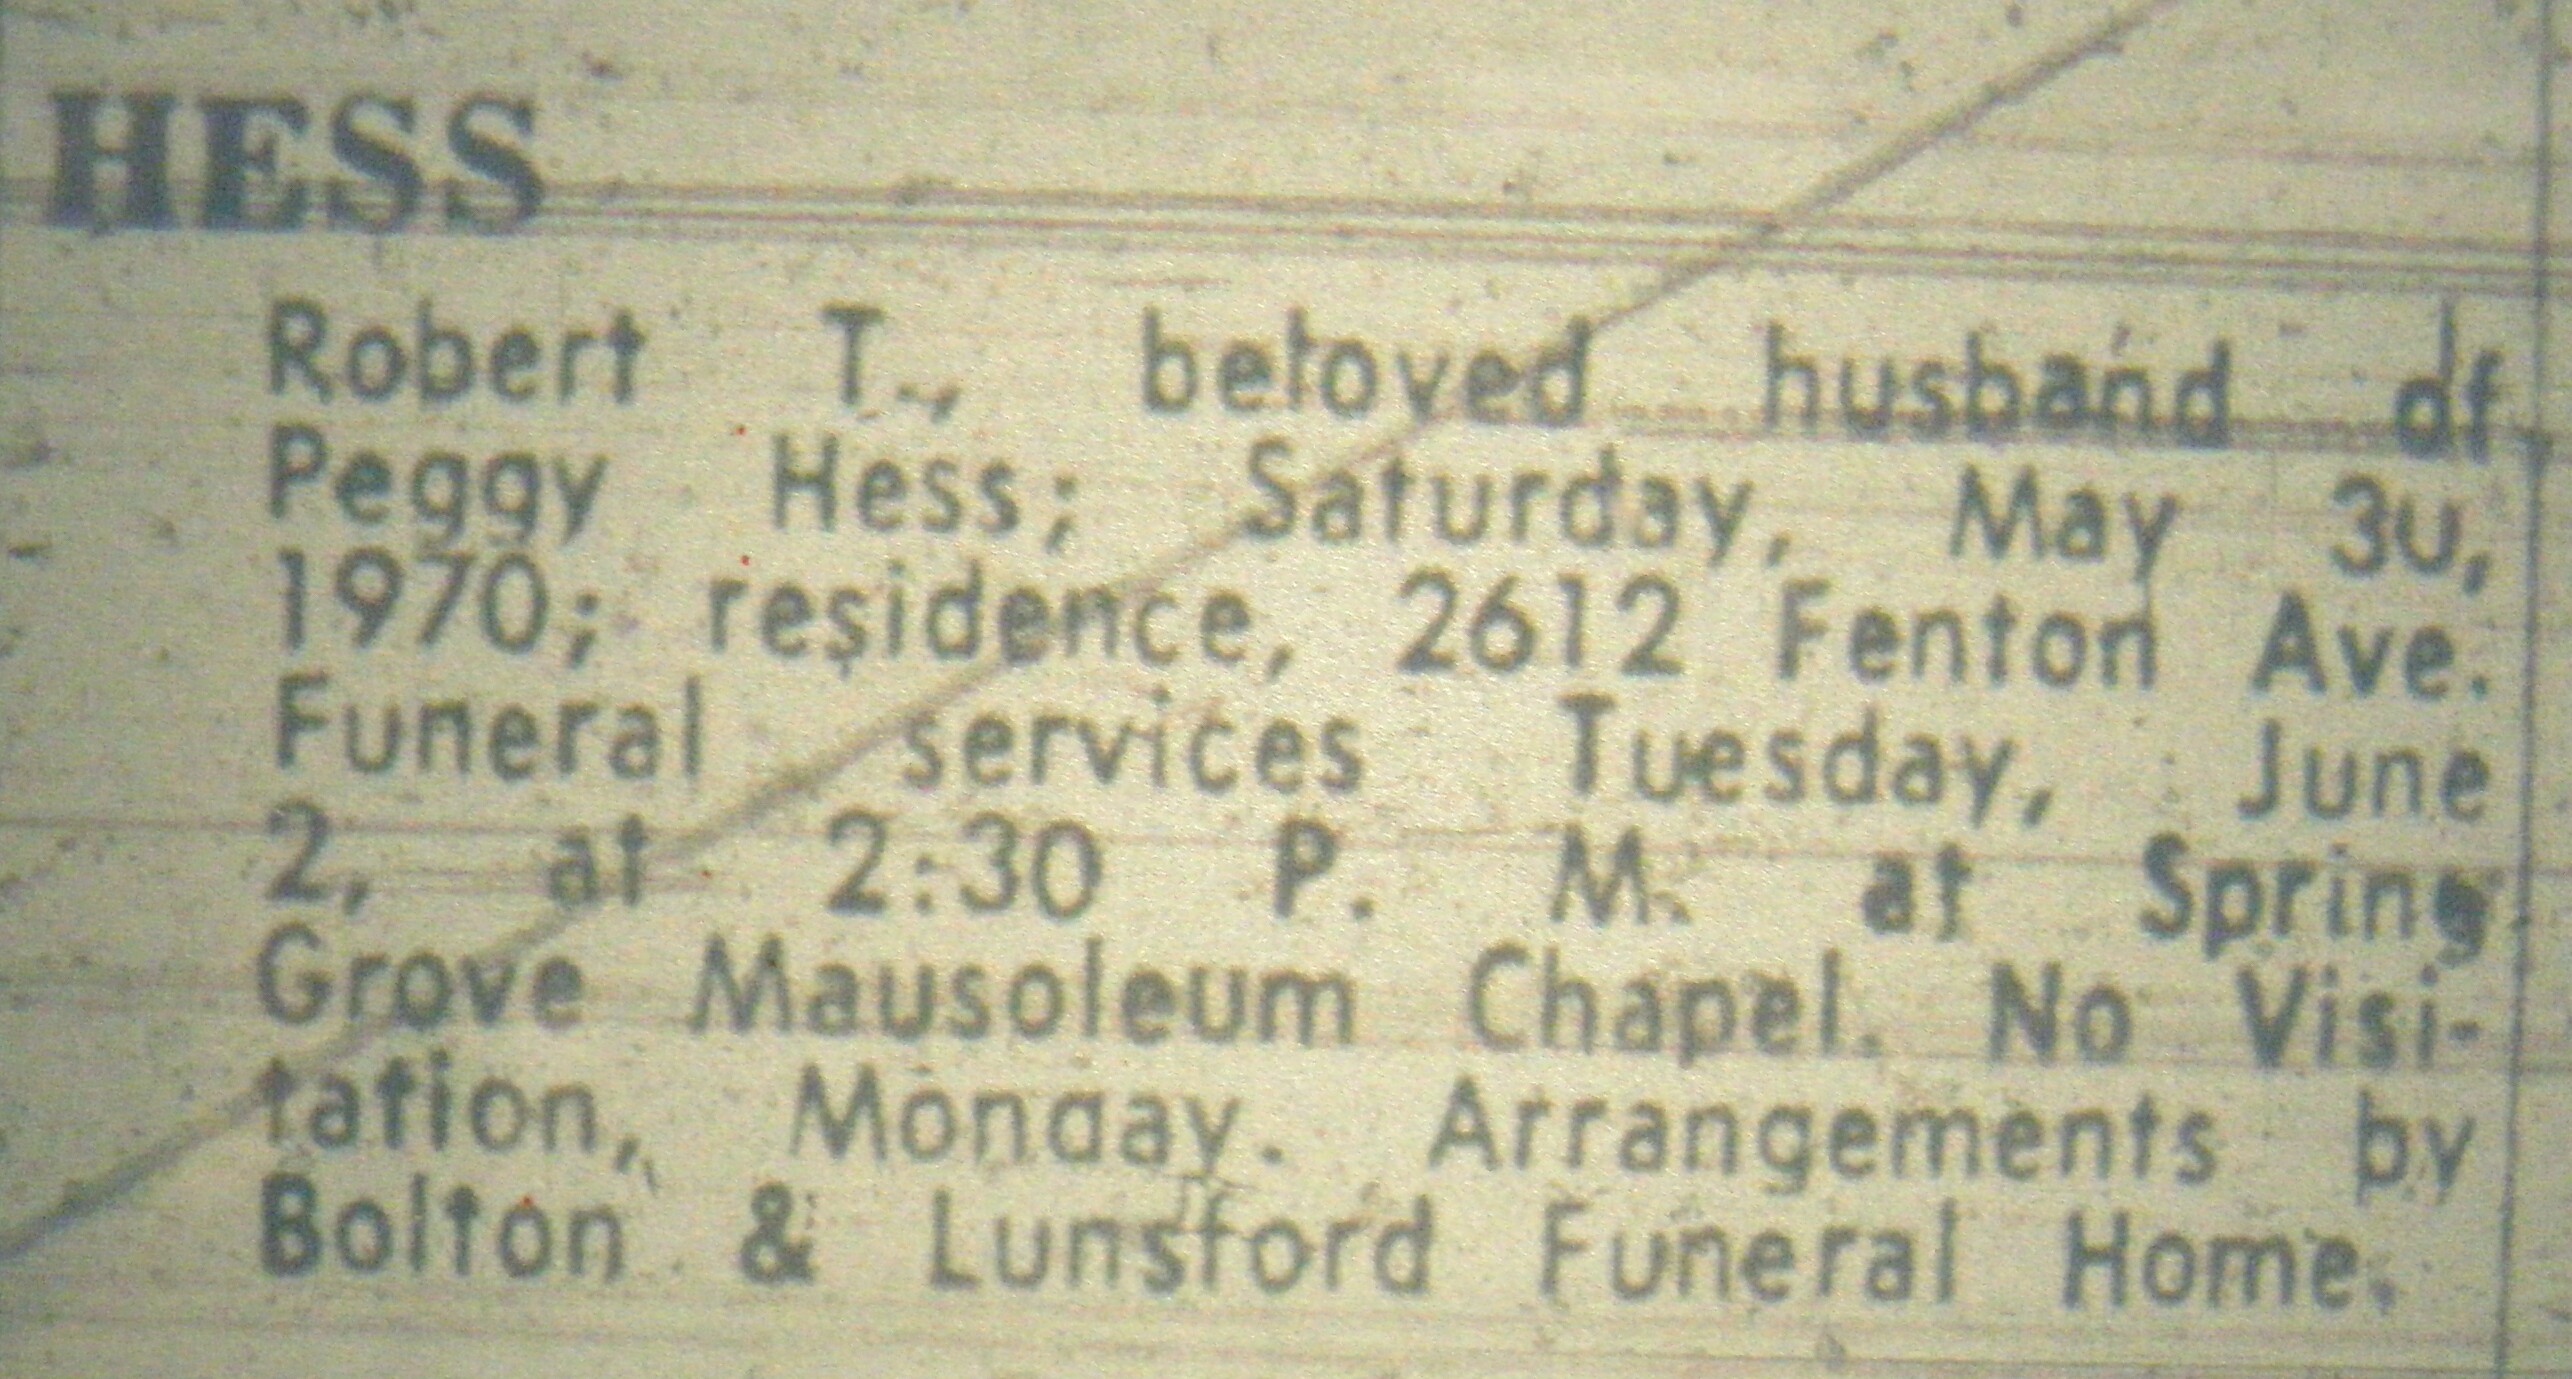 HESS
Robert T., beloved husband of
Peggy Hess; Saturday, May 30,
1970; residence, 2612 Fenton Ave.
Funeral services Tuesday, June
2, at 2:30 P. M. at Spring
Grove Mausoleum Chapel. No Visi-
tation, Monday. Arrangements by
Bolton & Lunsford Funeral Home.